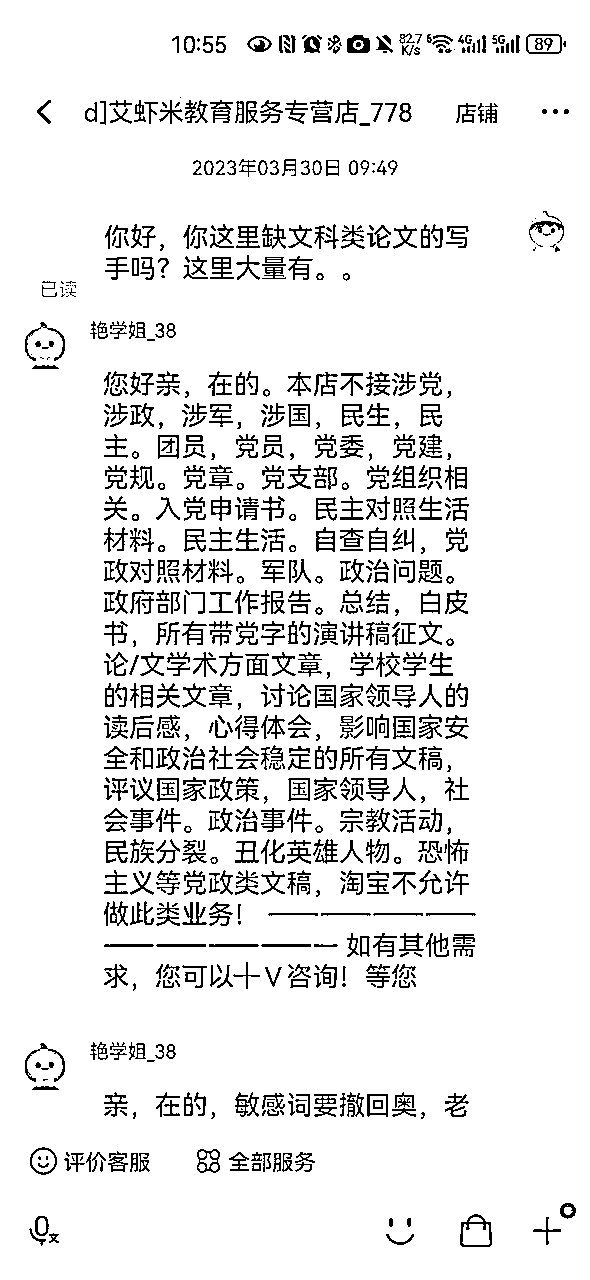 10:55 82.7 K/s 6 4G 5G 89
d]艾虾米教育服务专营店_778 店铺
2023年03月30日 09:49
你好，你这里缺文科类论文的写
手吗？这里大量有。。
已读
艳学姐_38
您好亲，在的。本店不接涉党，
涉政，涉军，涉国，民生，民
主。团员，党员，党委，党建，
党规。党章。党支部。党组织相
关。入党申请书。民主对照生活
材料。民主生活。自查自纠，党
政对照材料。军队。政治问题。
政府部门工作报告。总结，白皮
书，所有带党字的演讲稿征文。
论/文学术方面文章，学校学生
的相关文章，讨论国家领导人的
读后感，心得体会，影响国家安
全和政治社会稳定的所有文稿，
评议国家政策，国家领导人，社
会事件。政治事件。宗教活动，
民族分裂。丑化英雄人物。恐怖
主义等党政类文稿，淘宝不允许
做此类业务！ ————————
————————— 如有其他需
求，您可以十V咨询！等您
艳学姐_38
亲，在的，敏感词要撤回奥，老
评价客服 全部服务
文